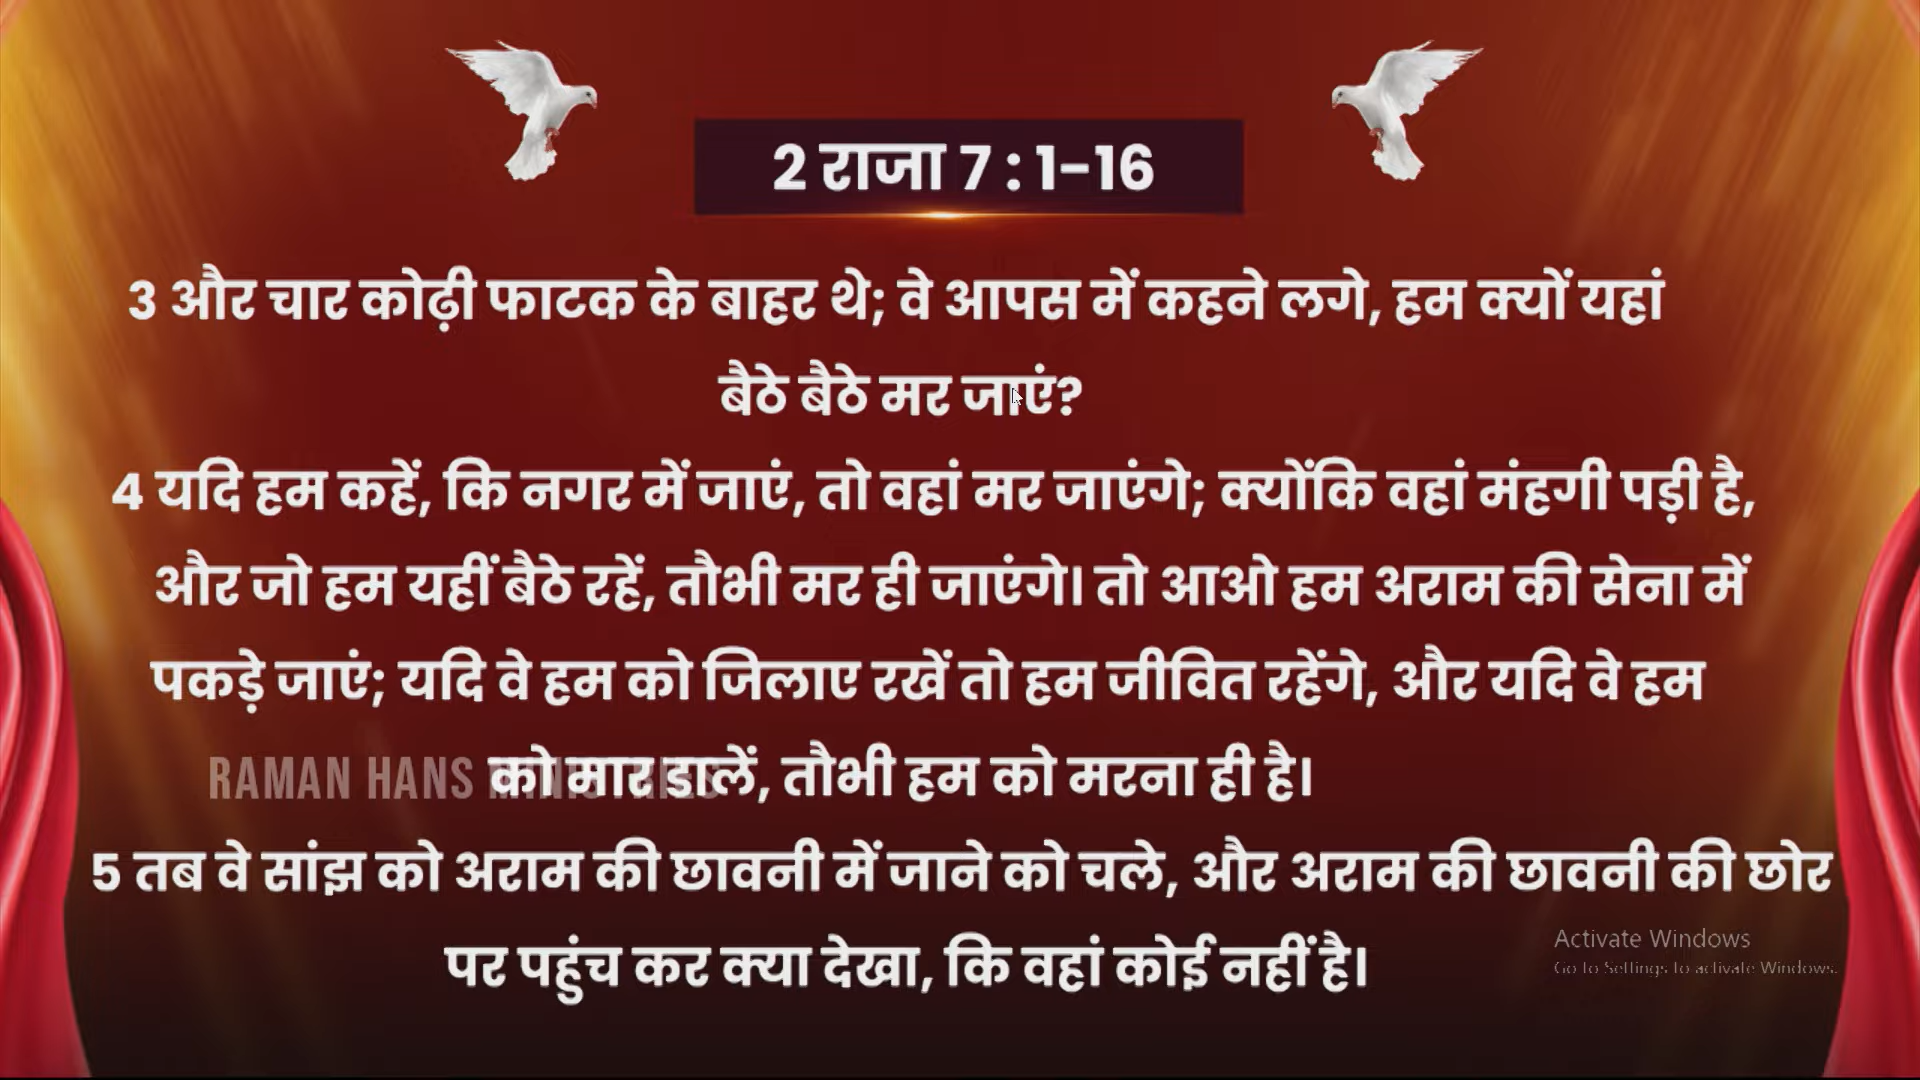 2 राजा 7 : 1-16
3 और चार कोढ़ी फाटक के बाहर थे; वे आपस में कहने लगे, हम क्यों यहां
बैठे बैठे मर जाएं?
4 यदि हम कहें, कि नगर में जाएं, तो वहां मर जाएंगे; क्योंकि वहां मंहगी पड़ी है,
और जो हम यहीं बैठे रहें, तौभी मर ही जाएंगे। तो आओ हम अराम की सेना में
पकड़े जाएं; यदि वे हम को जिलाए रखें तो हम जीवित रहेंगे, और यदि वे हम
को मार डालें, तौभी हम को मरना ही है।
RAMAN HANS MINISTRIES
5 तब वे सांझ को अराम की छावनी में जाने को चले, और अराम की छावनी की छोर
पर पहुंच कर क्या देखा, कि वहां कोई नहीं है।
Activate Windows
Go to Settings to activate Windows.